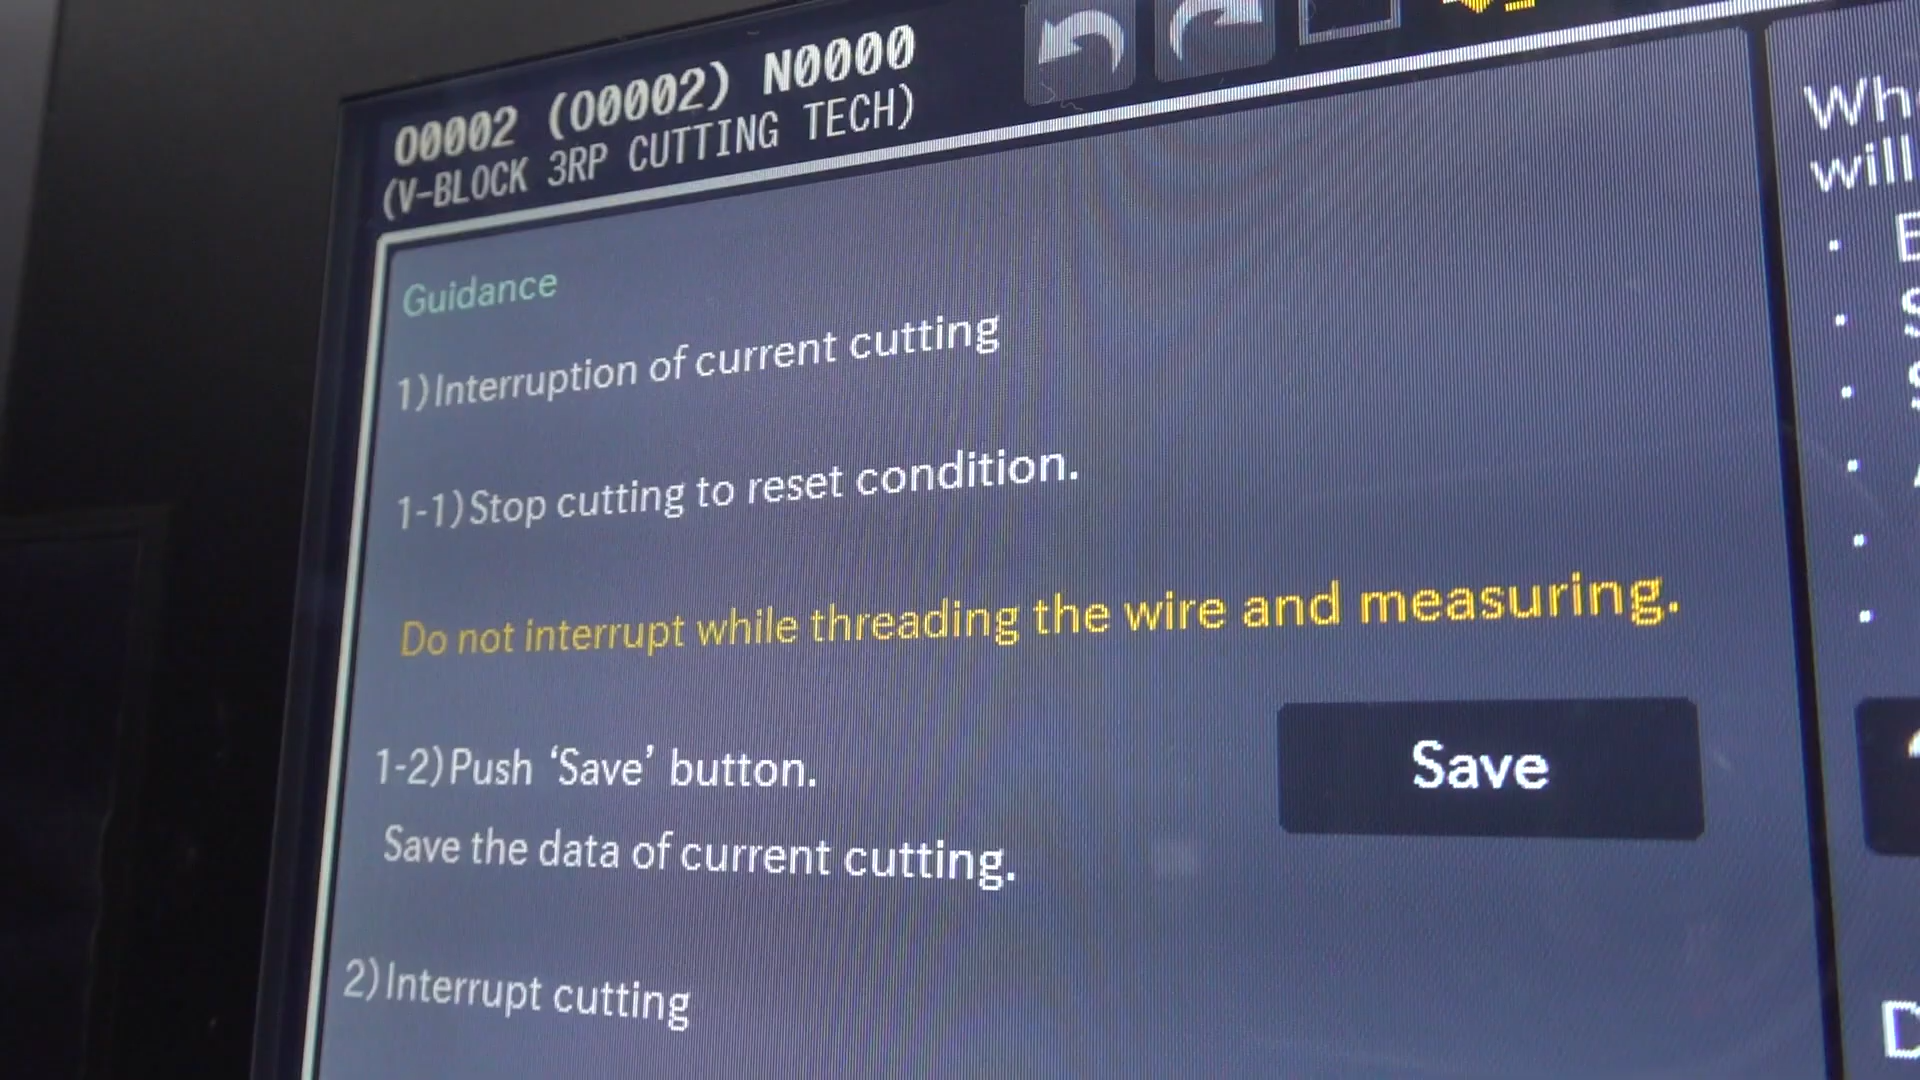 O0002 (O0002) N0000
(V-BLOCK 3RP CUTTING TECH)
Guidance
1)Interruption of current cutting
1-1)Stop cutting to reset condition.
Do not interrupt while threading the wire and measuring.
1-2)Push ‘Save’ button.
Save
Save the data of current cutting.
2)Interrupt cutting
will